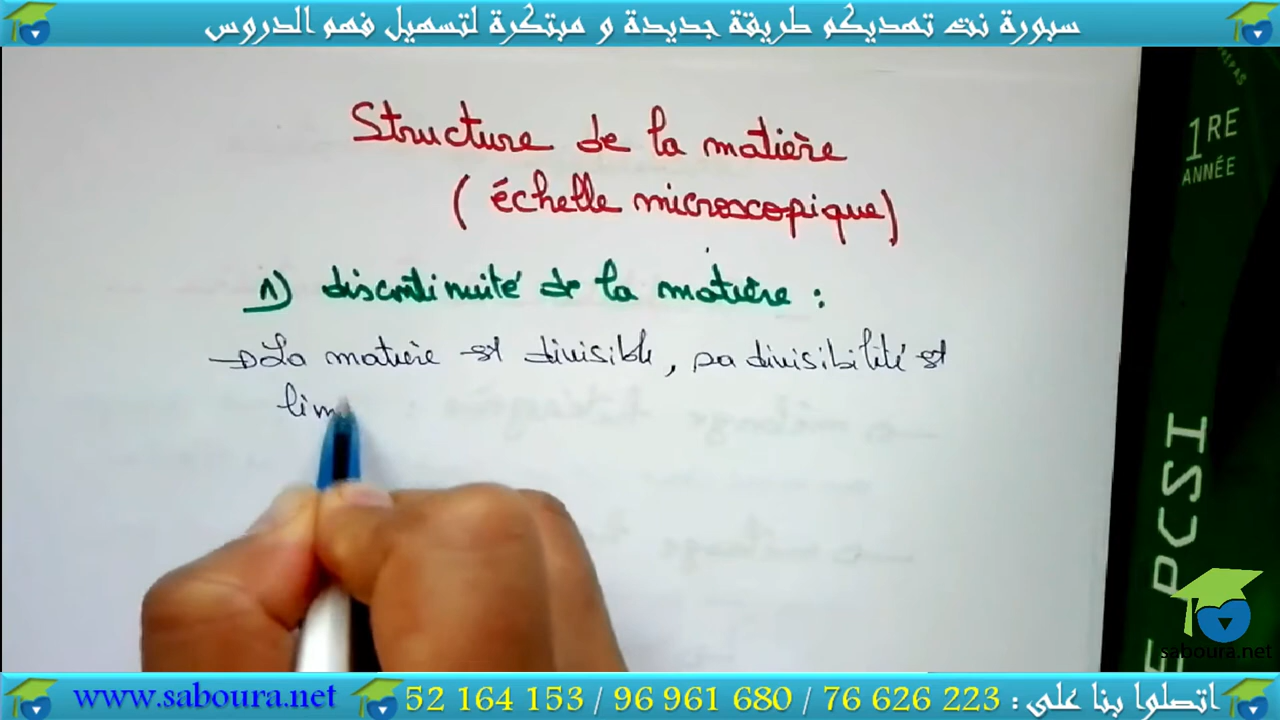 سبورة نت تهديكم طريقة جديدة و مبتكرة لتسهيل فهم الدروس
Structure de la matière
(échelle microscopique)
1) discontinuité de la matière :
La matière est divisible, sa divisibilité est
lim
PREPAS
1RE
ANNÉE
PCSI
saboura.net
www.saboura.net
52 164 153 / 96 961 680 / 76 626 223 : اتصلوا بنا على